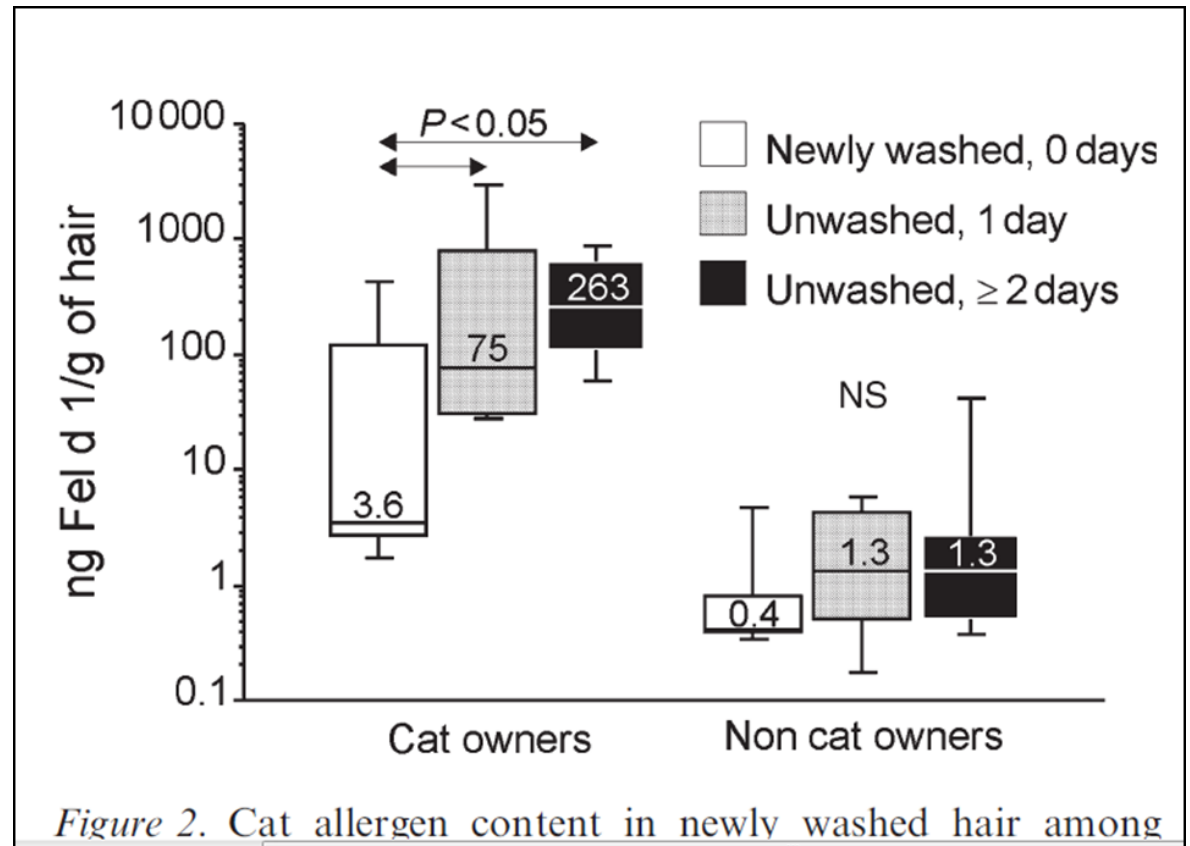 10 000
1000
100
10
1
0.1
ng Fel d 1/g of hair
P<0.05
Newly washed, 0 days
Unwashed, 1 day
Unwashed, ≥ 2 days
3.6
75
263
NS
0.4
1.3
1.3
Cat owners
Non cat owners
Figure 2. Cat allergen content in newly washed hair among